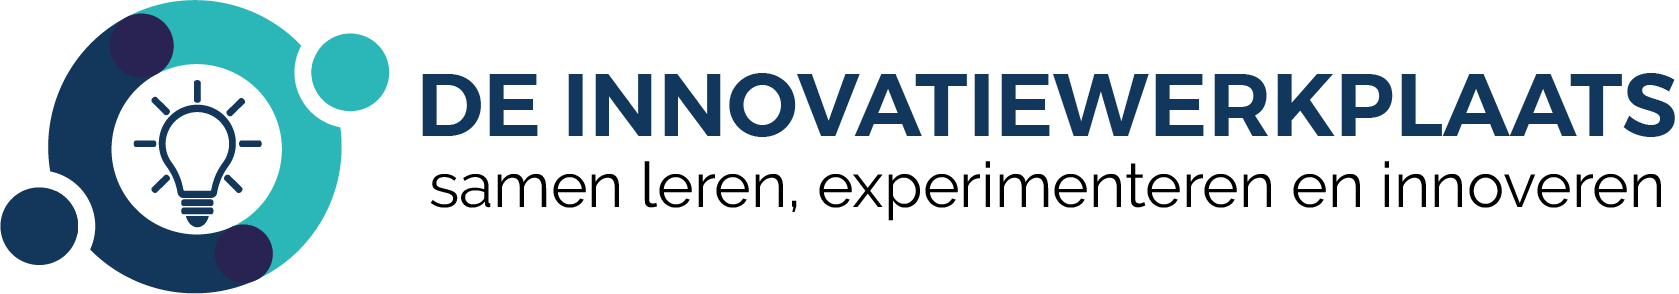 DE INNOVATIEWERKPLAATS
samen leren, experimenteren en innoveren